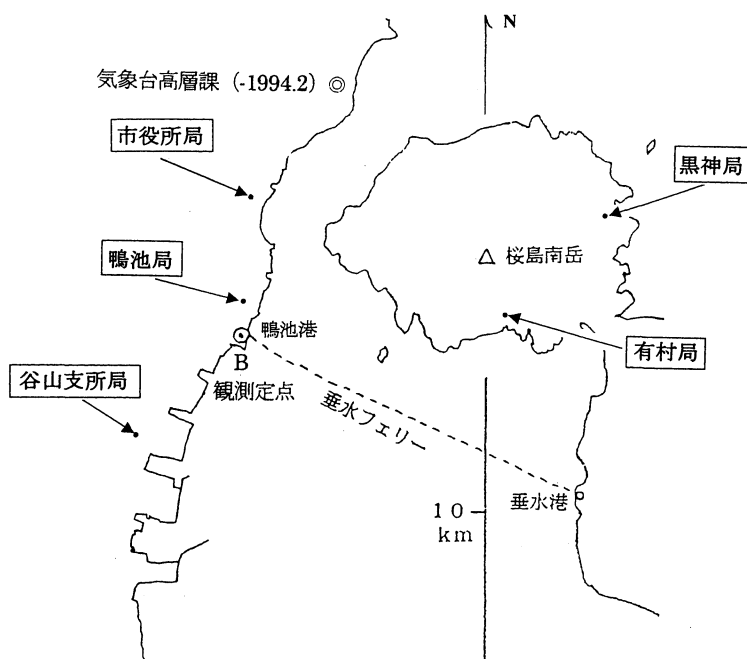 N
気象台高層課 (-1994.2)
市役所局
黒神局
鴨池局
桜島南岳
鴨池港
有村局
B
谷山支所局
観測定点
垂水フェリー
垂水港
10
km